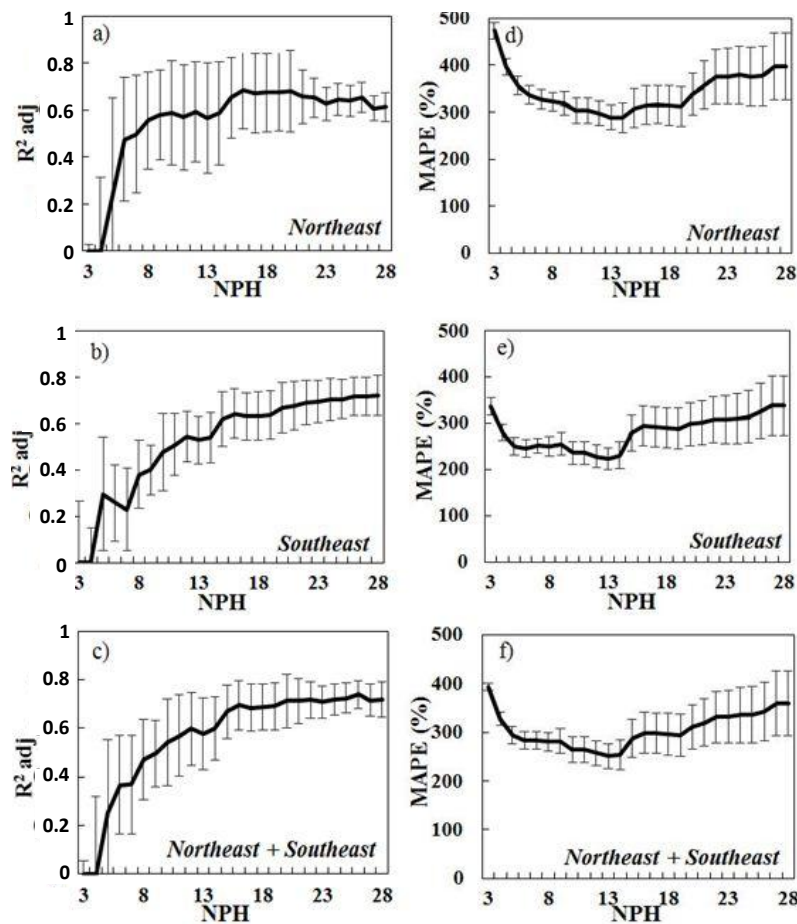 a)
1
0.8
0.6
0.4
0.2
0
R² adj
Northeast
3 8 13 18 23 28
NPH
d)
500
400
300
200
100
0
MAPE (%)
Northeast
3 8 13 18 23 28
NPH
b)
1
0.8
0.6
0.4
0.2
0
R² adj
Southeast
3 8 13 18 23 28
NPH
e)
500
400
300
200
100
0
MAPE (%)
Southeast
3 8 13 18 23 28
NPH
c)
1
0.8
0.6
0.4
0.2
0
R² adj
Northeast + Southeast
3 8 13 18 23 28
NPH
f)
500
400
300
200
100
0
MAPE (%)
Northeast + Southeast
3 8 13 18 23 28
NPH